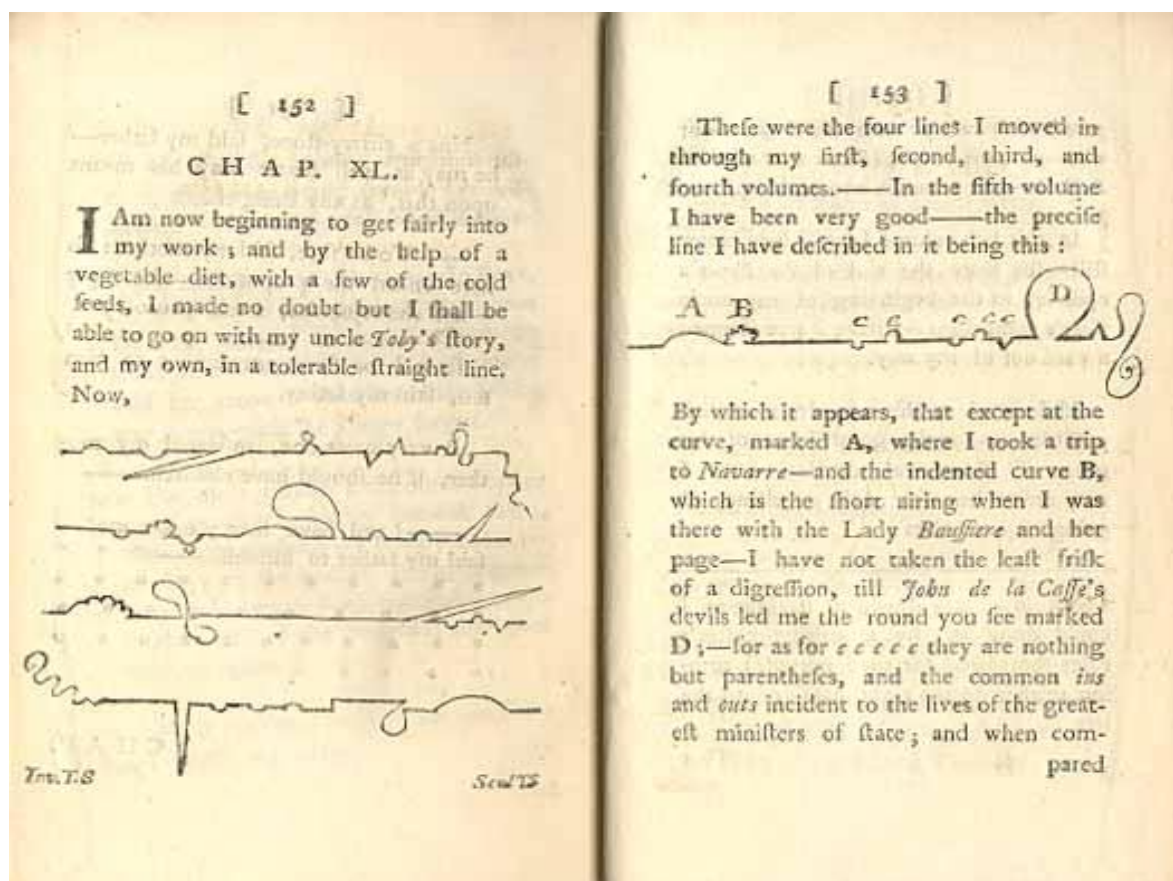 [ 152 ]
C H A P. XL.
I Am now beginning to get fairly into
my work ; and by the help of a
vegetable diet, with a few of the cold
ſeeds, I made no doubt but I ſhall be
able to go on with my uncle Toby's ſtory,
and my own, in a tolerable ſtraight line.
Now,
Inv.T.S
Scul T.S
[ 153 ]
Theſe were the four lines I moved in
through my firſt, ſecond, third, and
fourth volumes.——In the fifth volume
I have been very good——the preciſe
line I have deſcribed in it being this :
A B c c c c c D
By which it appears, that except at the
curve, marked A, where I took a trip
to Navarre—and the indented curve B,
which is the ſhort airing when I was
there with the Lady Bauſſiere and her
page—I have not taken the leaſt friſk
of a digreſſion, till John de la Caſſe's
devils led me the round you ſee marked
D ;—for as for c c c c c they are nothing
but parentheſes, and the common ins
and outs incident to the lives of the great-
eſt miniſters of ſtate ; and when com-
pared